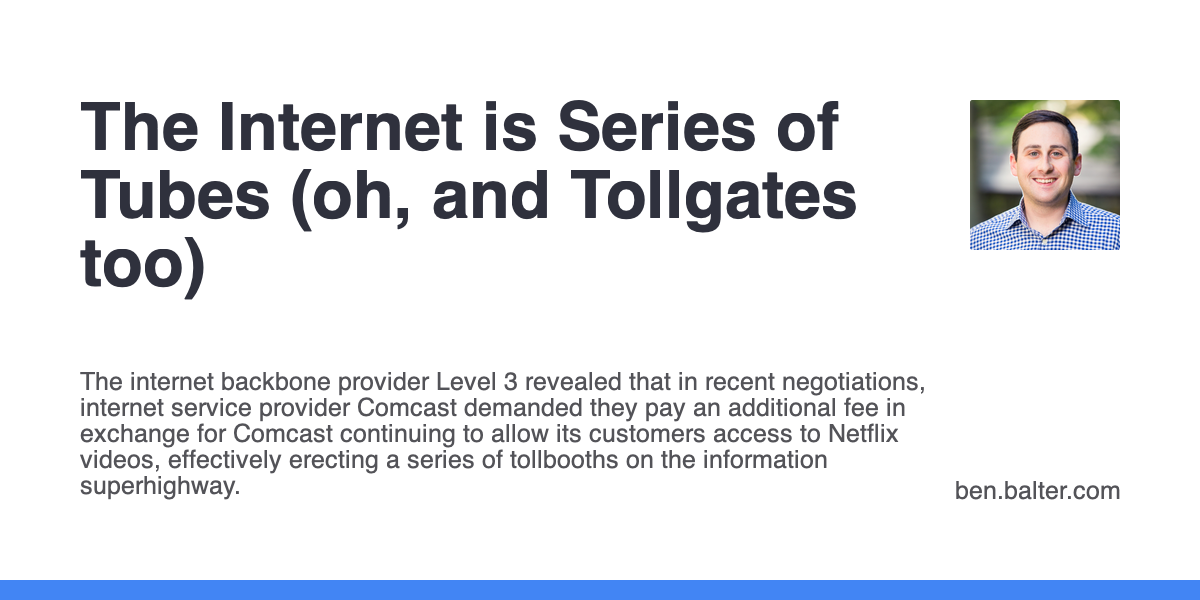 The Internet is Series of
Tubes (oh, and Tollgates
too)
The internet backbone provider Level 3 revealed that in recent negotiations,
internet service provider Comcast demanded they pay an additional fee in
exchange for Comcast continuing to allow its customers access to Netflix
videos, effectively erecting a series of tollbooths on the information
superhighway.
ben.balter.com